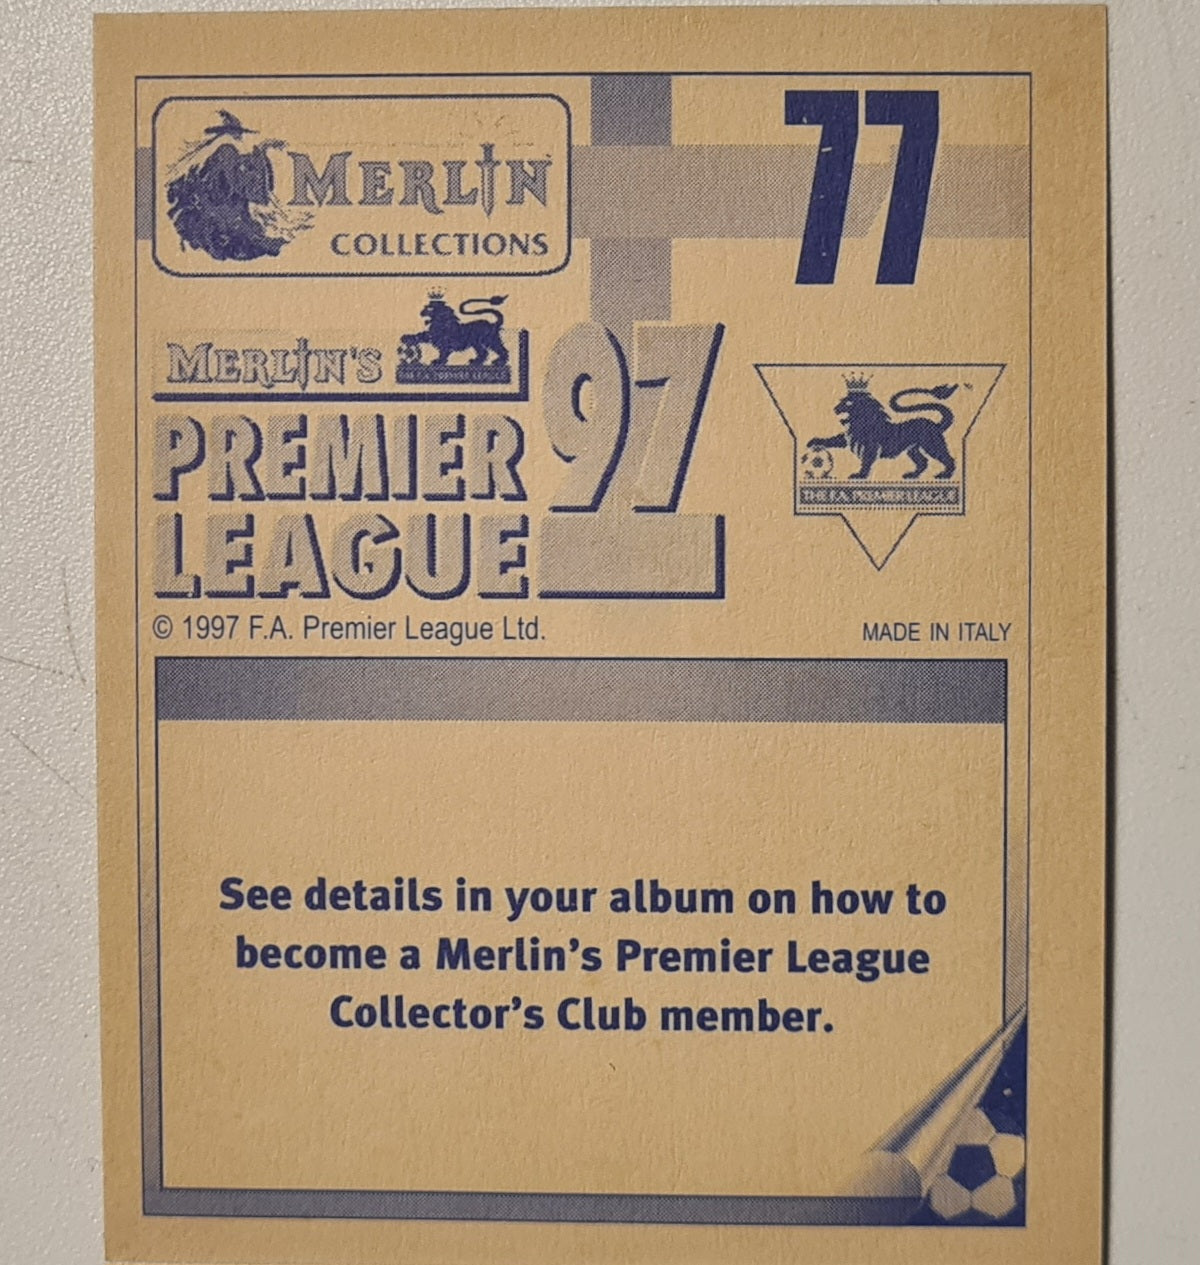 MERLIN
COLLECTIONS
77
MERLIN'S
PREMIER
LEAGUE
97
THE F.A. PREMIER LEAGUE
© 1997 F.A. Premier League Ltd.
MADE IN ITALY
See details in your album on how to
become a Merlin's Premier League
Collector's Club member.